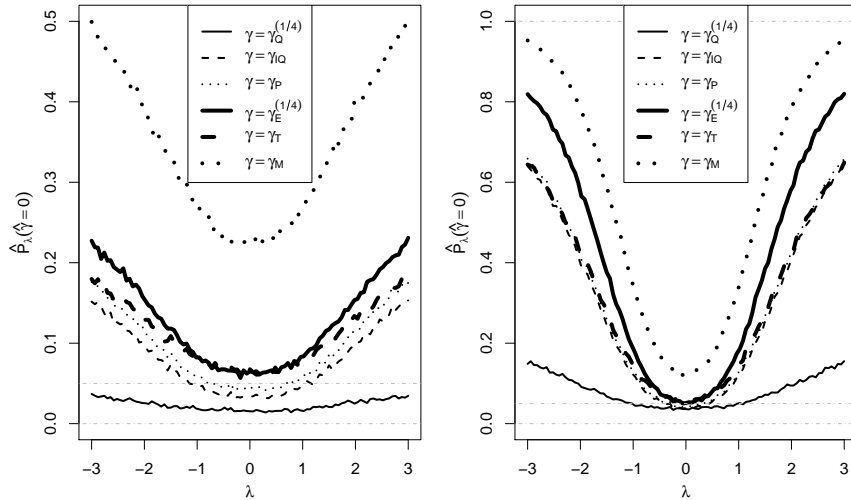 0.5
0.4
0.3
0.2
0.1
0.0
P̂λ(γ̂=0)
γ = γQ^(1/4)
γ = γIQ
γ = γP
γ = γE^(1/4)
γ = γT
γ = γM
−3 −2 −1 0 1 2 3
λ
1.0
0.8
0.6
0.4
0.2
0.0
P̂λ(γ̂=0)
γ = γQ^(1/4)
γ = γIQ
γ = γP
γ = γE^(1/4)
γ = γT
γ = γM
−3 −2 −1 0 1 2 3
λ